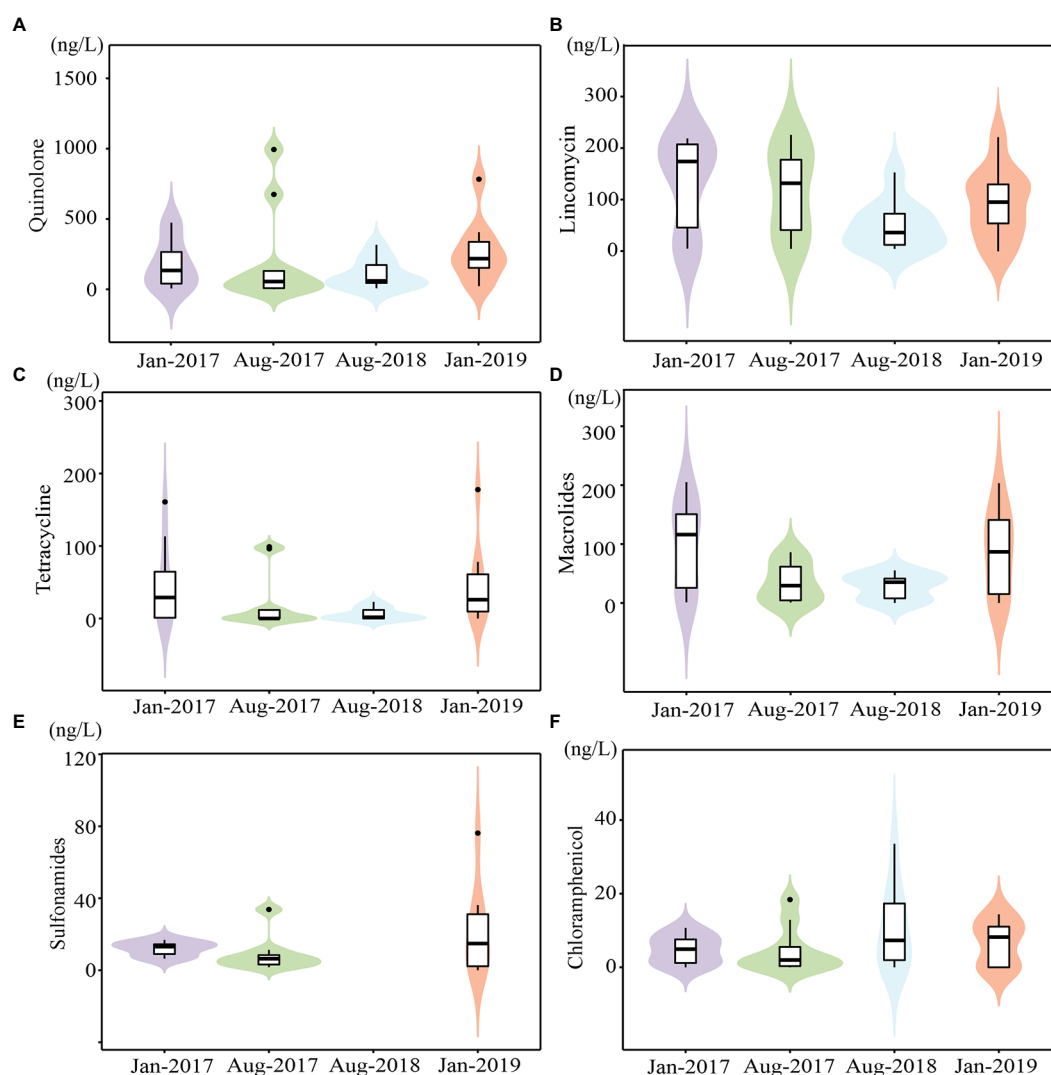 A
(ng/L)
Quinolone
1500
1000
500
0
Jan-2017 Aug-2017 Aug-2018 Jan-2019
B
(ng/L)
Lincomycin
300
200
100
0
Jan-2017 Aug-2017 Aug-2018 Jan-2019
C
(ng/L)
Tetracycline
300
200
100
0
Jan-2017 Aug-2017 Aug-2018 Jan-2019
D
(ng/L)
Macrolides
300
200
100
0
Jan-2017 Aug-2017 Aug-2018 Jan-2019
E
(ng/L)
Sulfonamides
120
80
40
0
Jan-2017 Aug-2017 Aug-2018 Jan-2019
F
(ng/L)
Chloramphenicol
40
20
0
Jan-2017 Aug-2017 Aug-2018 Jan-2019